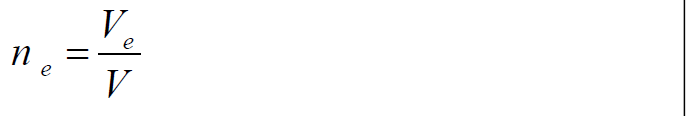 n_e = V_e / V